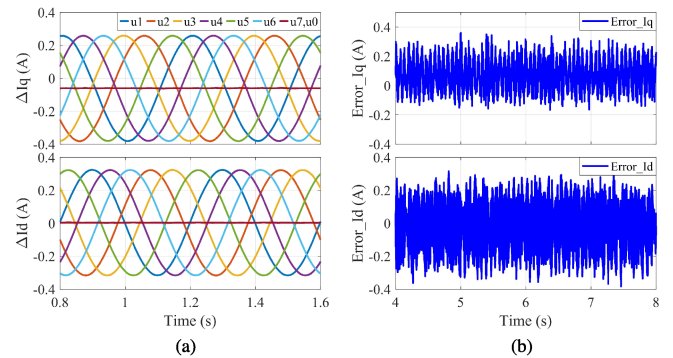 u1 u2 u3 u4 u5 u6 u7,u0
0.4
0.2
0
-0.2
-0.4
ΔIq (A)
0.4
0.2
0
-0.2
-0.4
ΔId (A)
0.8 1 1.2 1.4 1.6
Time (s)
(a)
Error_Iq
0.4
0.2
0
-0.2
-0.4
Error_Iq (A)
Error_Id
0.4
0.2
0
-0.2
-0.4
Error_Id (A)
4 5 6 7 8
Time (s)
(b)